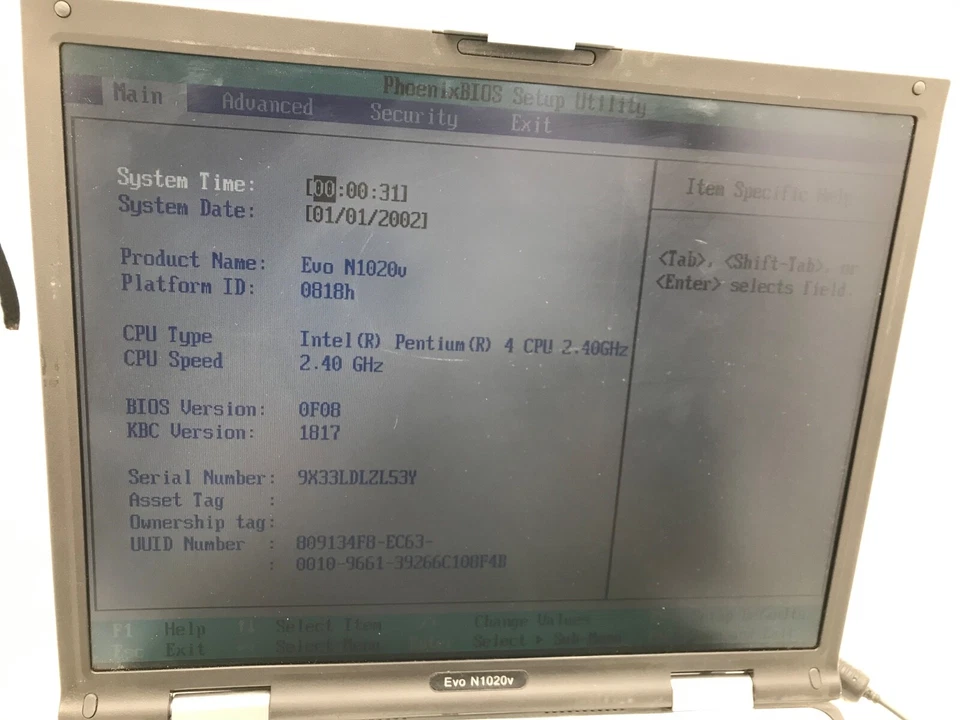 PhoenixBIOS Setup Utility
Main Advanced Security Exit
System Time: [00:00:31]
System Date: [01/01/2002]
Item Specific Help
<Tab>, <Shift-Tab>, or
<Enter> selects field.
Product Name: Evo N1020v
Platform ID: 0818h
CPU Type Intel(R) Pentium(R) 4 CPU 2.40GHz
CPU Speed 2.40 GHz
BIOS Version: 0F08
KBC Version: 1817
Serial Number: 9X33LDLZL53Y
Asset Tag :
Ownership tag:
UUID Number : 809134F8-EC63-
: 0010-9661-39266C108F4B
F1 Help Select Item Change Values
Esc Exit Select Menu Enter Select > Sub-Menu
Evo N1020v